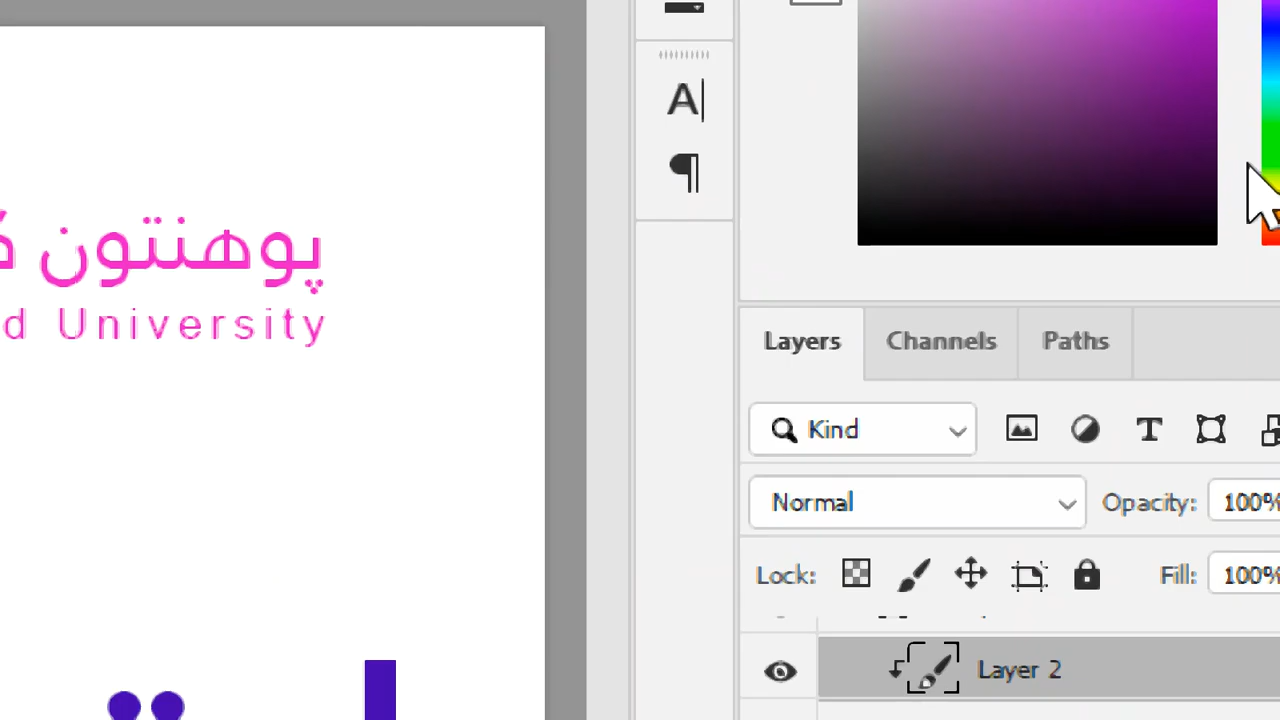 پوهنتون
d University
A
¶
Layers Channels Paths
Kind T
Normal Opacity: 100%
Lock: Fill: 100%
Layer 2